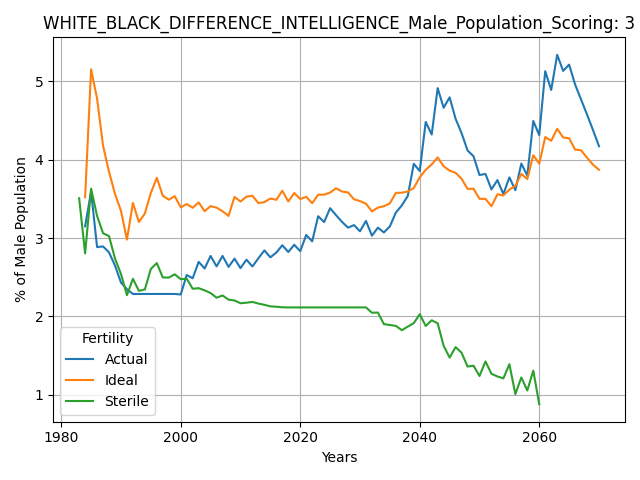 WHITE_BLACK_DIFFERENCE_INTELLIGENCE_Male_Population_Scoring: 3
% of Male Population
5
4
3
2
1
Fertility
Actual
Ideal
Sterile
1980 2000 2020 2040 2060
Years